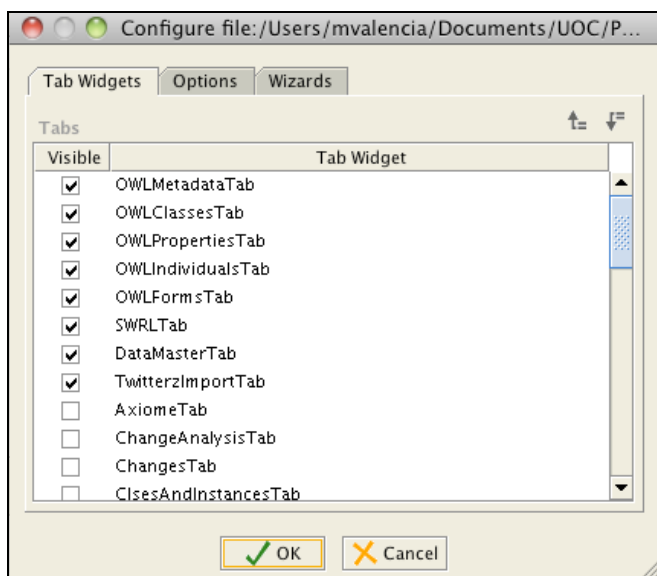 Configure file:/Users/mvalencia/Documents/UOC/P...
Tab Widgets Options Wizards
Tabs
Visible Tab Widget
OWLMetadataTab
OWLClassesTab
OWLPropertiesTab
OWLIndividualsTab
OWLFormsTab
SWRLTab
DataMasterTab
TwitterzImportTab
AxiomeTab
ChangeAnalysisTab
ChangesTab
ClsesAndInstancesTab
OK Cancel